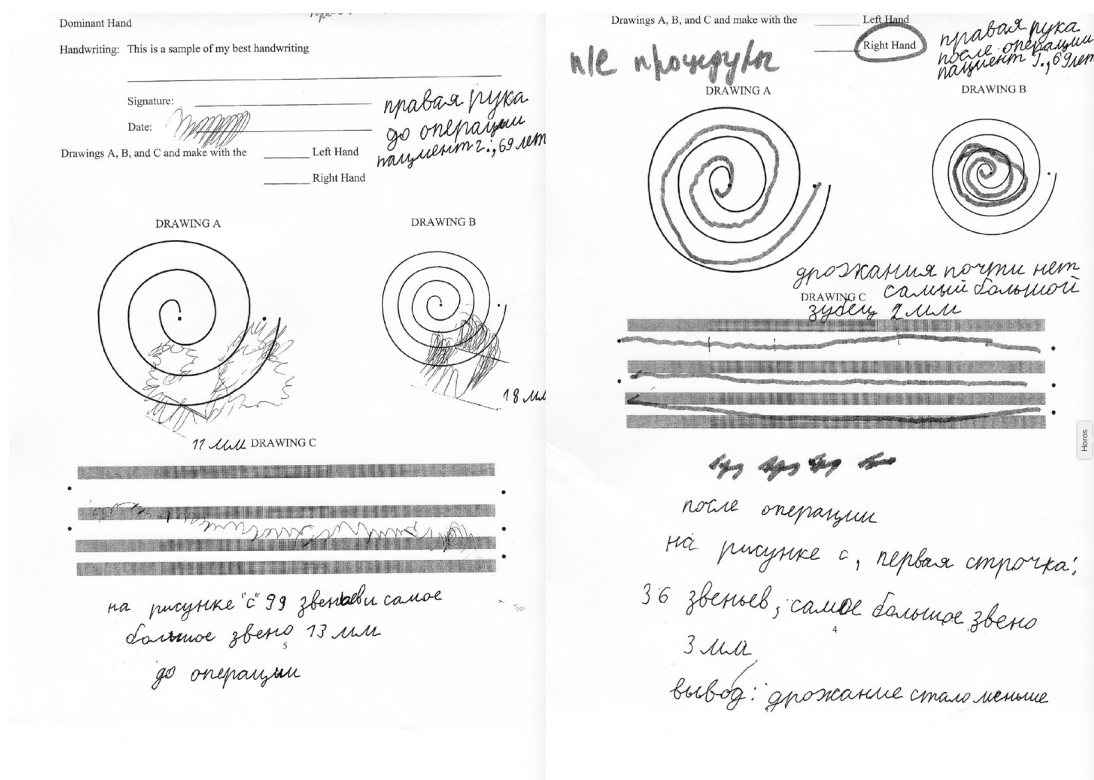 Dominant Hand
Handwriting: This is a sample of my best handwriting
Signature:
Date:
правая рука
до операции
пациент г., 69 лет
Drawings A, B, and C and make with the
Left Hand
Right Hand
DRAWING A
DRAWING B
18 мм
11 мм
DRAWING C
на рисунке "с" 99 звеньев и самое
большое звено 13 мм
5
до операции
Drawings A, B, and C and make with the
Left Hand
Right Hand
правая рука
после операции
пациент г., 69 лет
п/е процедуры
DRAWING A
DRAWING B
дрожания почти нет
самый большой
DRAWING C
зубец 2 мм
после операции
на рисунке с, первая строчка:
36 звеньев, самое большое звено
4
3 мм
вывод: дрожание стало меньше
Horos